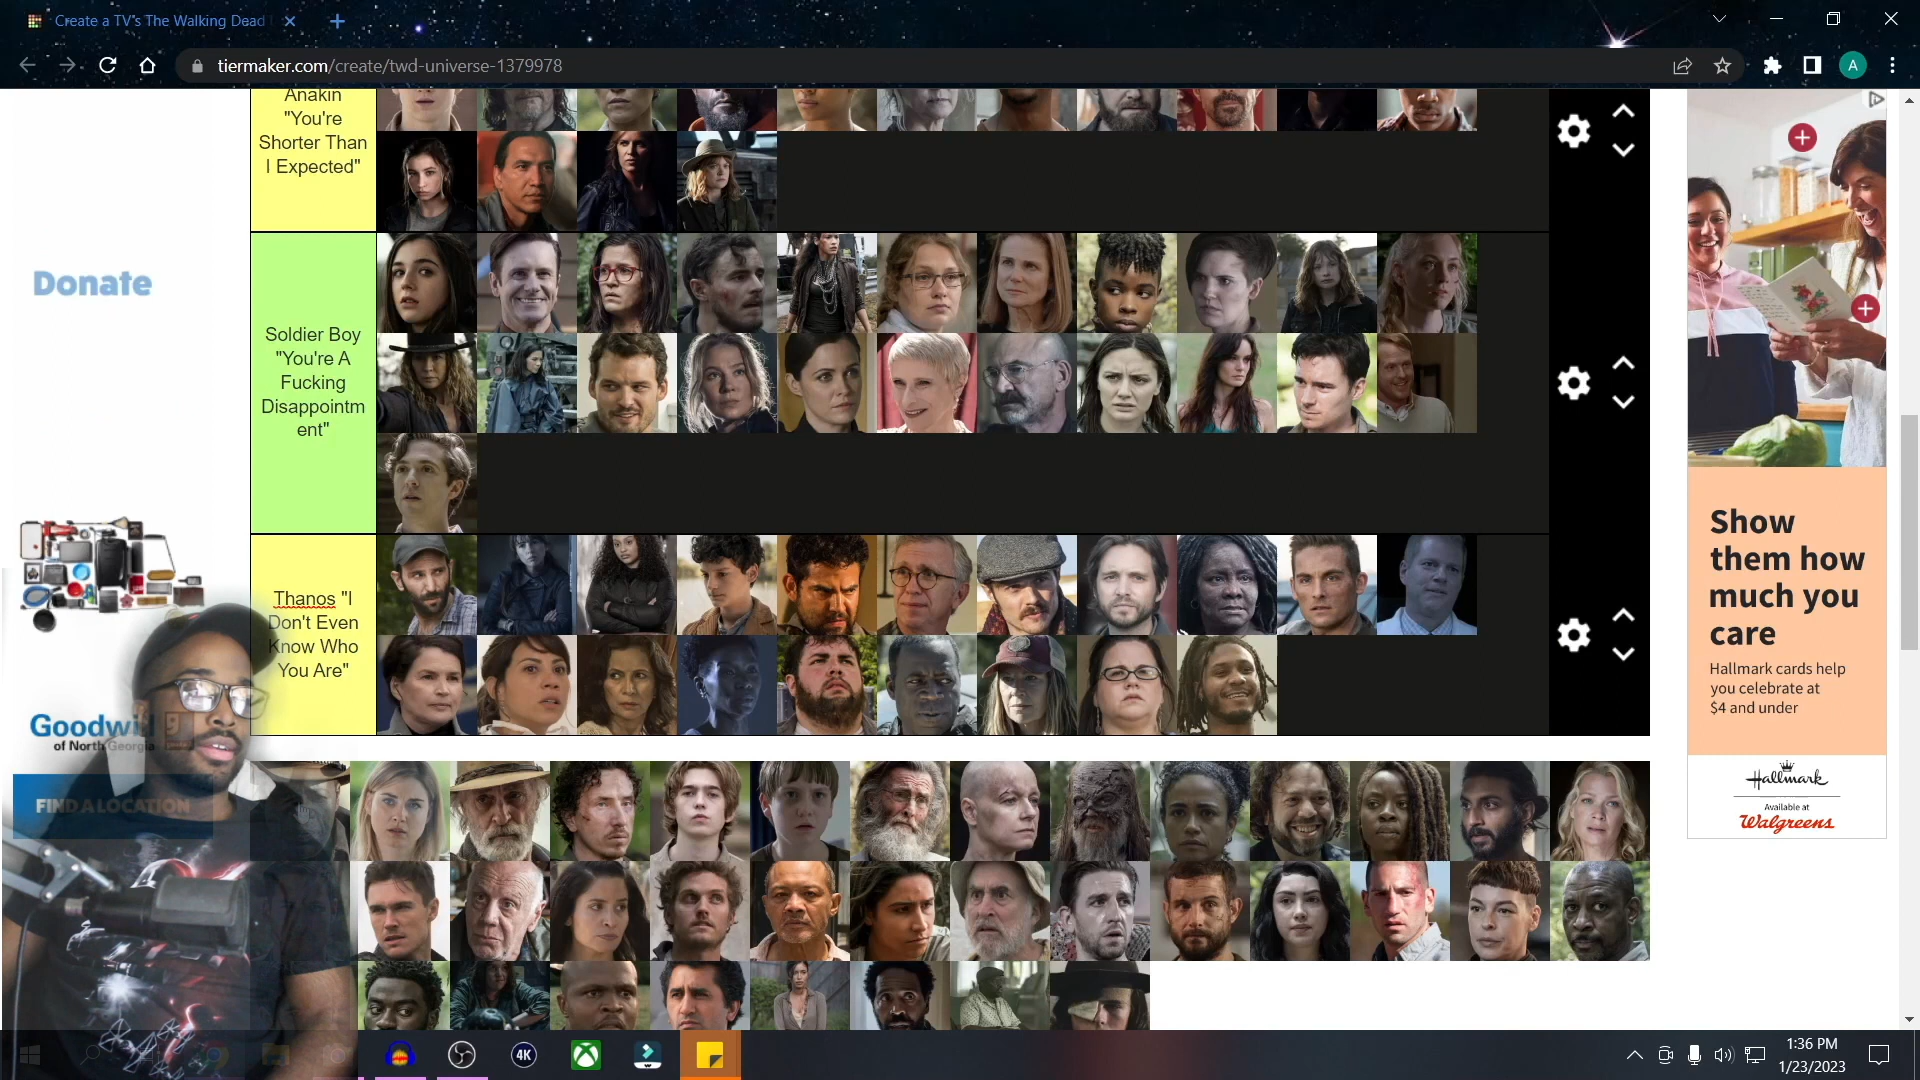 Create a TV's The Walking Dead
tiermaker.com/create/twd-universe-1379978
A
Anakin
"You're
Shorter Than
I Expected"
Donate
Soldier Boy
"You're A
Fucking
Disappointm
ent"
Thanos "I
Don't Even
Know Who
You Are"
Goodwill
of North Georgia
FIND A LOCATION
Show
them how
much you
care
Hallmark cards help
you celebrate at
$4 and under
Hallmark
Available at
Walgreens
4K
1:36 PM
1/23/2023